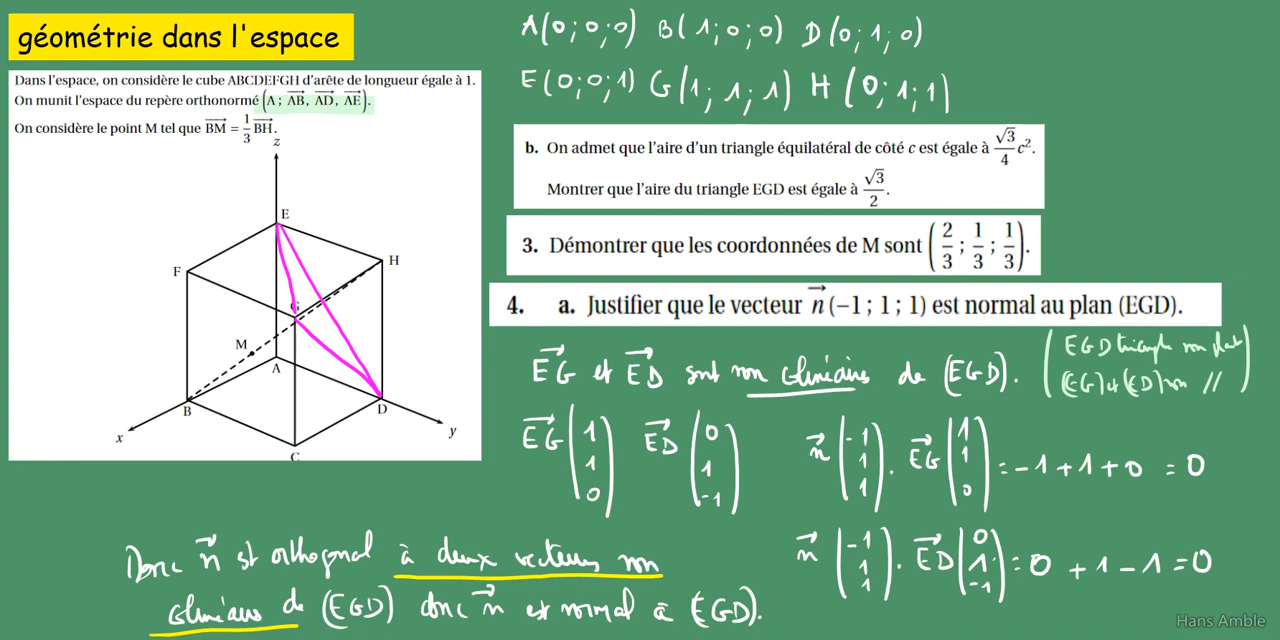 géométrie dans l'espace
Dans l'espace, on considère le cube ABCDEFGH d'arête de longueur égale à 1.
On munit l'espace du repère orthonormé (A ; AB, AD, AE).
On considère le point M tel que BM = 1/3 BH.
z
E
H
F
G
M
A
B
D
x
y
C
A(0;0;0) B(1;0;0) D(0;1;0)
E(0;0;1) G(1;1;1) H(0;1;1)
b. On admet que l'aire d'un triangle équilatéral de côté c est égale à √3/4 c².
Montrer que l'aire du triangle EGD est égale à √3/2.
3. Démontrer que les coordonnées de M sont (2/3 ; 1/3 ; 1/3).
4. a. Justifier que le vecteur n (−1 ; 1 ; 1) est normal au plan (EGD).
EG et ED sont non colinéaires de (EGD).
(EGD triangle non plat
(EG) et (ED) non //)
EG (1 1 0) ED (0 1 -1)
n (-1 1 1) . EG (1 1 0) = -1+1+0 = 0
n (-1 1 1) . ED (0 1 -1) = 0 +1 -1 = 0
Donc n est orthogonal à deux vecteurs non
colinéaires de (EGD) donc n est normal à (EGD).
Hans Amble